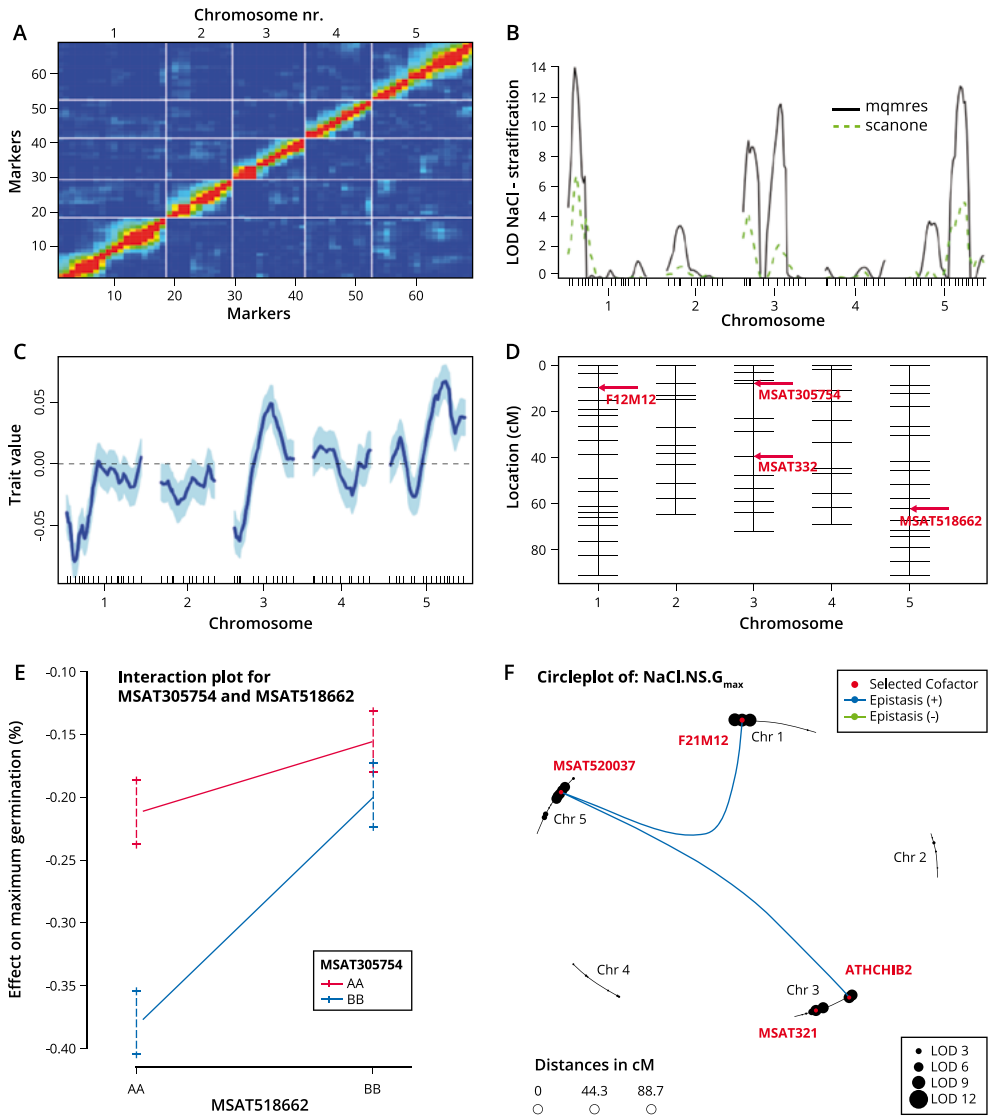 A
Chromosome nr.
1 2 3 4 5
Markers
60
50
40
30
20
10
10 20 30 40 50 60
Markers
B
LOD NaCl - stratification
14
12
10
8
6
4
2
0
mqmres
scanone
1 2 3 4 5
Chromosome
C
Trait value
0.05
0.00
-0.05
1 2 3 4 5
Chromosome
D
Location (cM)
0
20
40
60
80
F12M12
MSAT305754
MSAT332
MSAT518662
1 2 3 4 5
Chromosome
E
Interaction plot for
MSAT305754 and MSAT518662
Effect on maximum germination (%)
-0.10
-0.15
-0.20
-0.25
-0.30
-0.35
-0.40
MSAT305754
AA
BB
AA BB
MSAT518662
F
Circleplot of: NaCl.NS.Gmax
Selected Cofactor
Epistasis (+)
Epistasis (-)
F21M12
Chr 1
MSAT520037
Chr 5
Chr 2
Chr 4
ATHCHIB2
Chr 3
MSAT321
Distances in cM
0 44.3 88.7
LOD 3
LOD 6
LOD 9
LOD 12